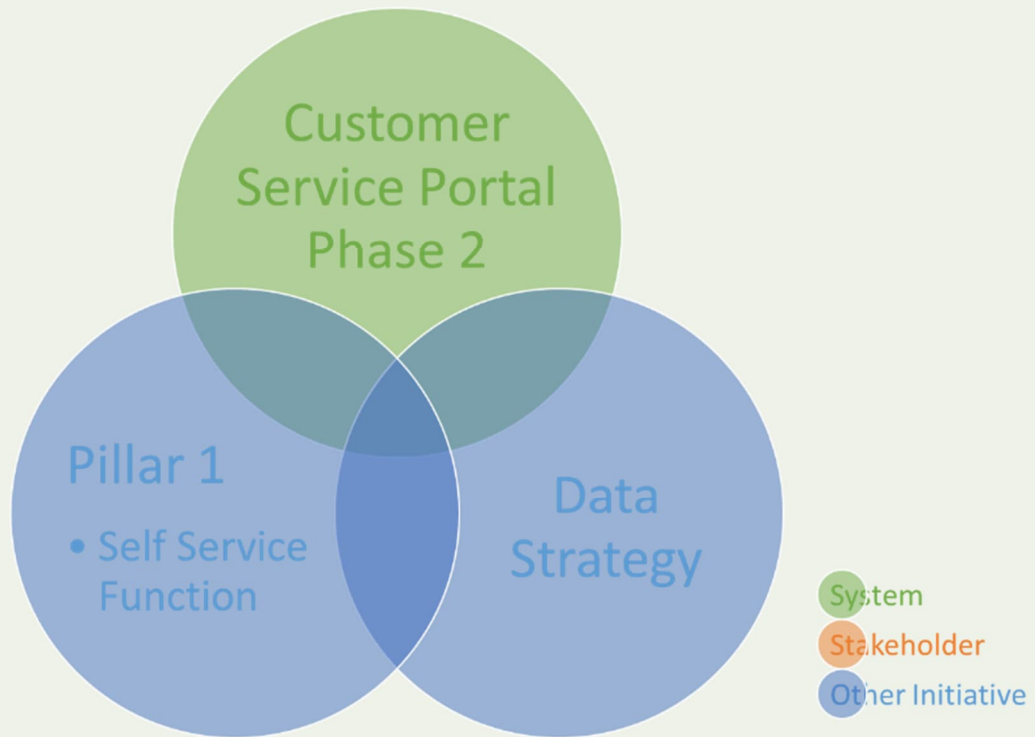 Customer
Service Portal
Phase 2
Pillar 1
• Self Service
Function
Data
Strategy
System
Stakeholder
Other Initiative